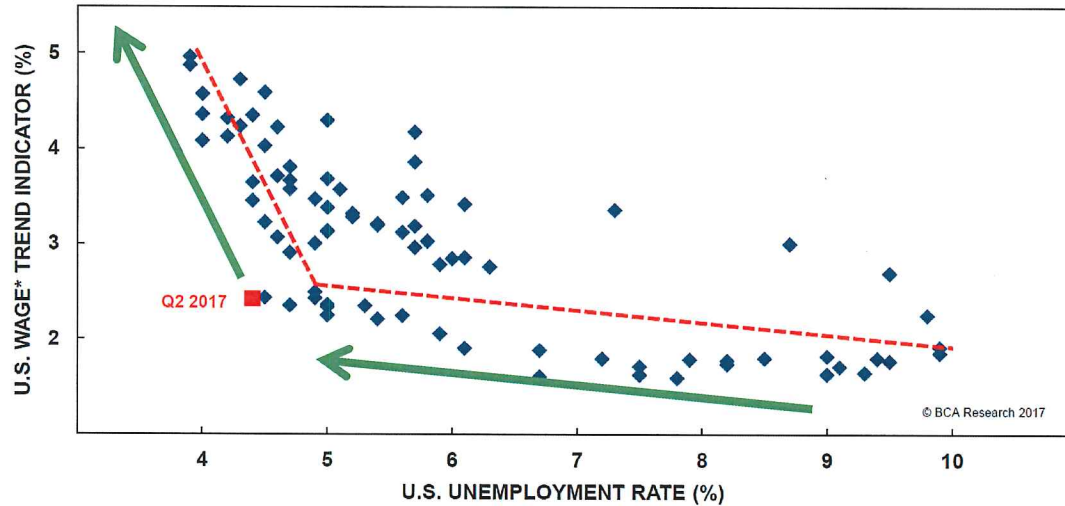 U.S. WAGE* TREND INDICATOR (%)
5
4
3
2
Q2 2017
© BCA Research 2017
4 5 6 7 8 9 10
U.S. UNEMPLOYMENT RATE (%)